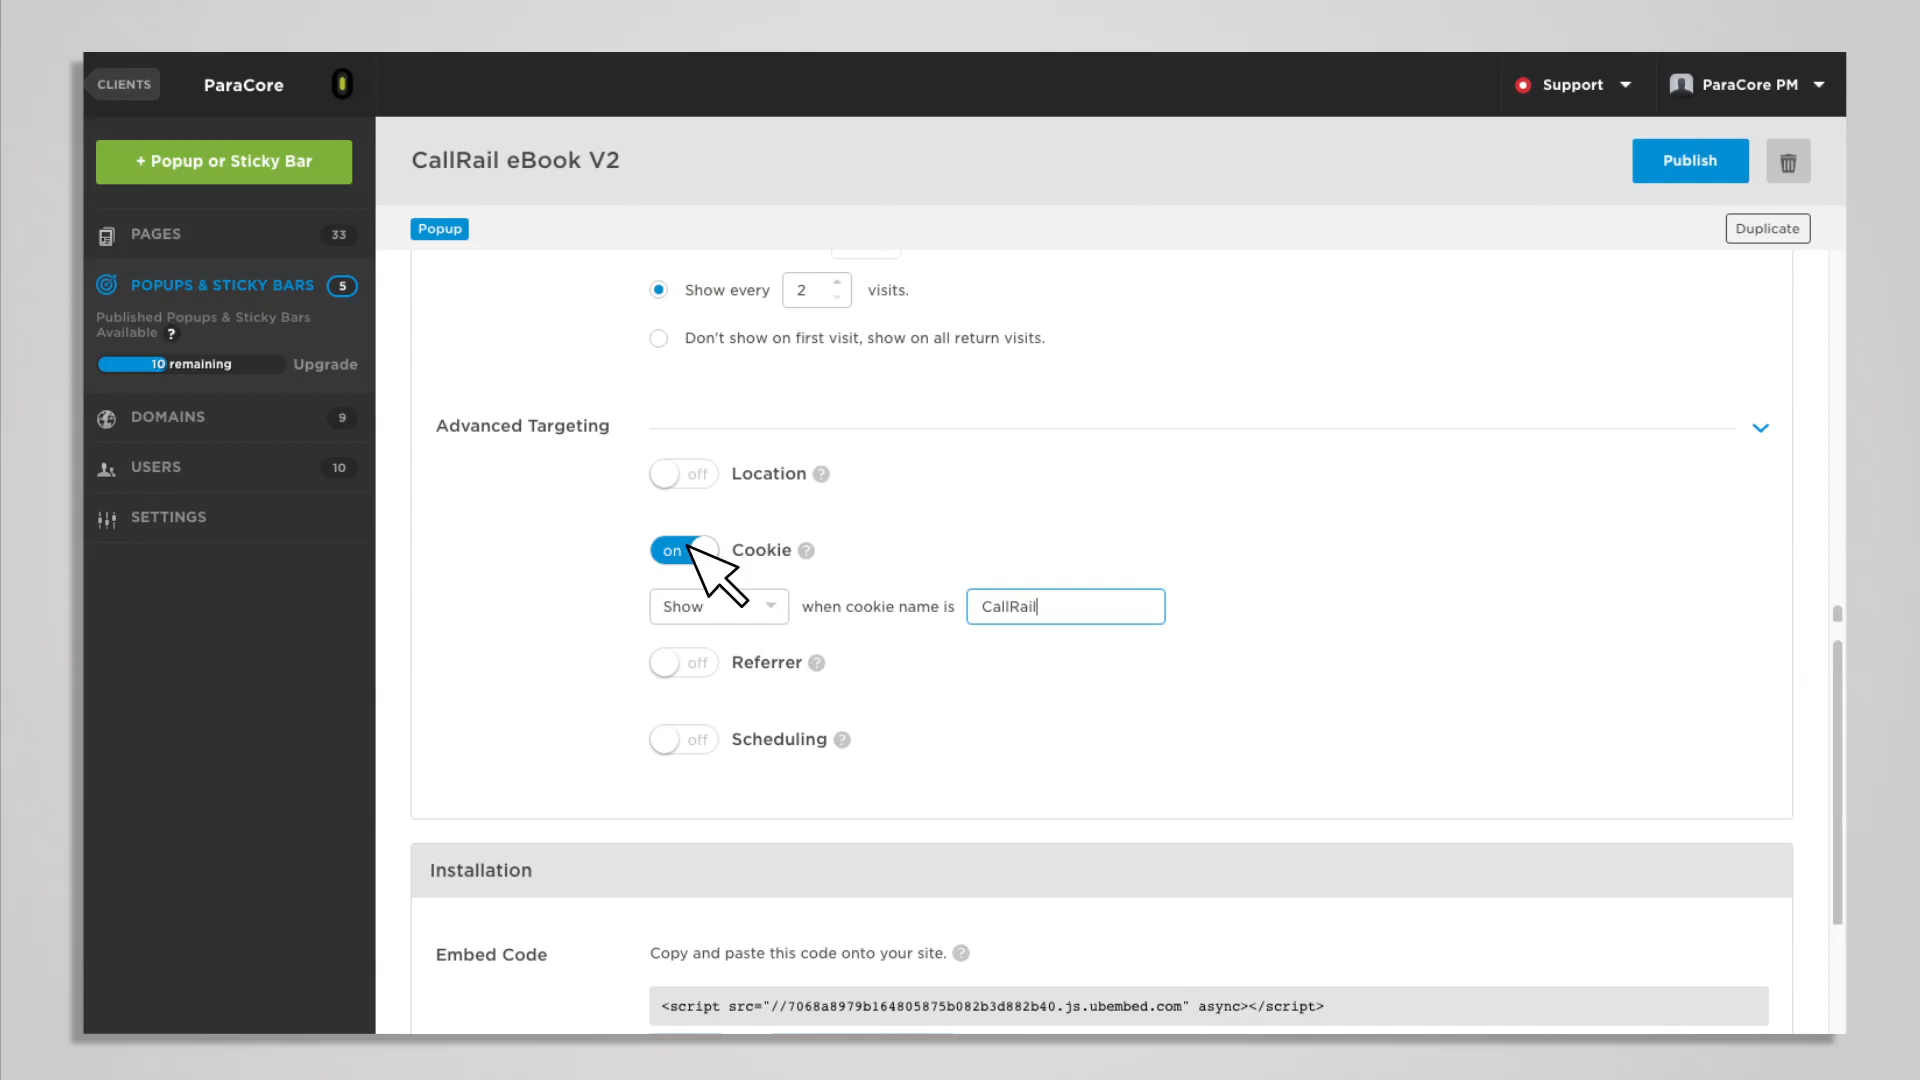 CLIENTS
ParaCore
Support
ParaCore PM
+ Popup or Sticky Bar
CallRail eBook V2
Publish
Popup
Duplicate
PAGES
33
POPUPS & STICKY BARS
5
Published Popups & Sticky Bars
Available ?
10 remaining
Upgrade
DOMAINS
9
USERS
10
SETTINGS
Show every 2 visits.
Don't show on first visit, show on all return visits.
Advanced Targeting
off Location ?
on Cookie ?
Show when cookie name is CallRail
off Referrer ?
off Scheduling ?
Installation
Embed Code
Copy and paste this code onto your site. ?
<script src="//7068a8979b164805875b082b3d882b40.js.ubembed.com" async></script>